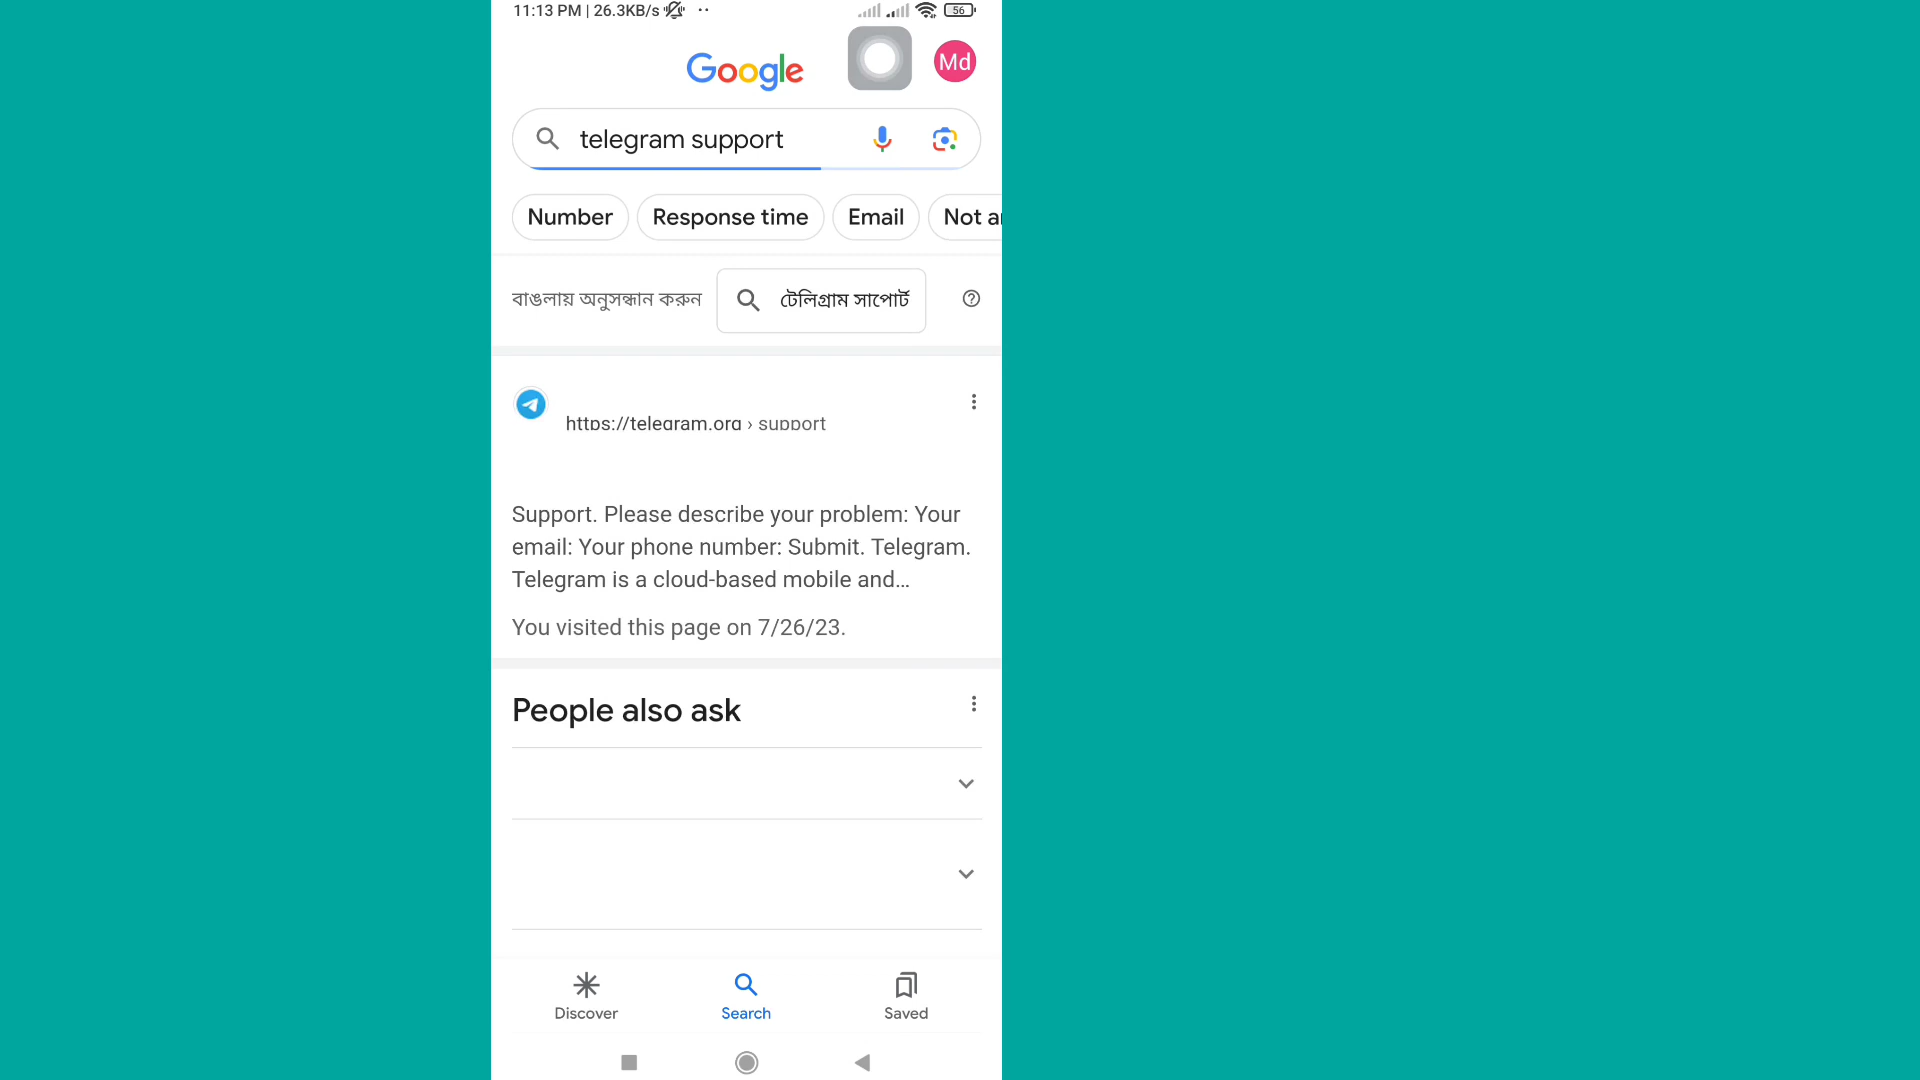 11:13 PM | 26.3KB/s
56
Google
Md
telegram support
Number
Response time
Email
Not a
বাঙলায় অনুসন্ধান করুন
টেলিগ্রাম সাপোর্ট
https://telegram.org › support
Support. Please describe your problem: Your
email: Your phone number: Submit. Telegram.
Telegram is a cloud-based mobile and...
You visited this page on 7/26/23.
People also ask
Discover
Search
Saved